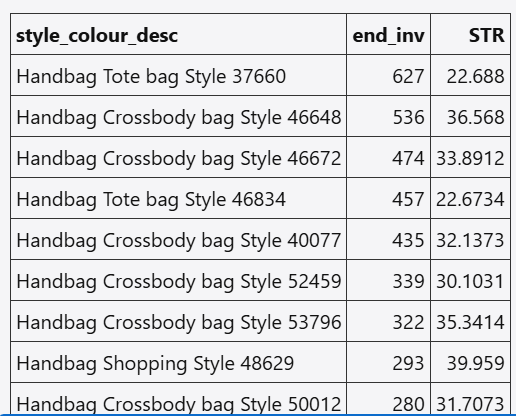 style_colour_desc end_inv STR
Handbag Tote bag Style 37660 627 22.688
Handbag Crossbody bag Style 46648 536 36.568
Handbag Crossbody bag Style 46672 474 33.8912
Handbag Tote bag Style 46834 457 22.6734
Handbag Crossbody bag Style 40077 435 32.1373
Handbag Crossbody bag Style 52459 339 30.1031
Handbag Crossbody bag Style 53796 322 35.3414
Handbag Shopping Style 48629 293 39.959
Handbag Crossbody bag Style 50012 280 31.7073